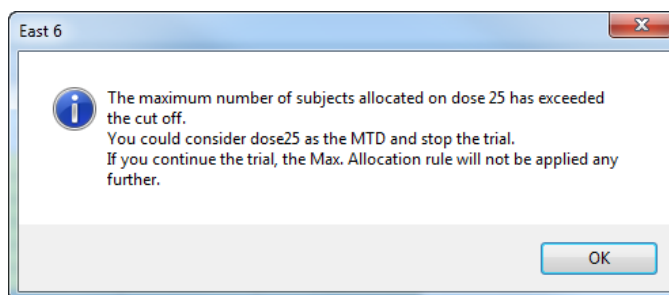 East 6
The maximum number of subjects allocated on dose 25 has exceeded
the cut off.
You could consider dose25 as the MTD and stop the trial.
If you continue the trial, the Max. Allocation rule will not be applied any
further.
OK